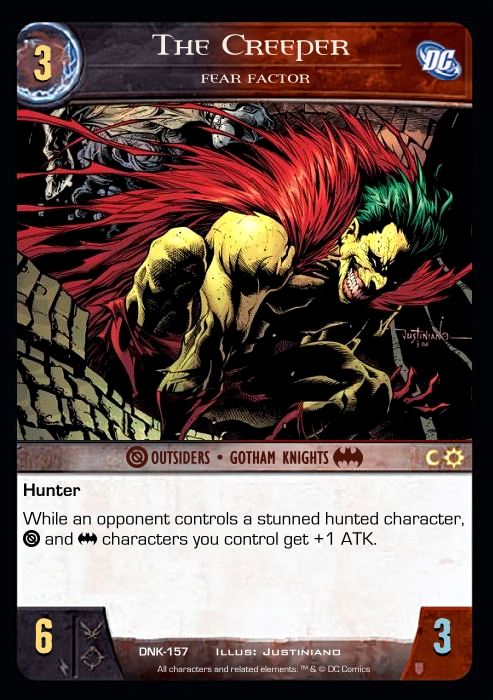 3
THE CREEPER
FEAR FACTOR
DC
JUSTINIANO
OUTSIDERS • GOTHAM KNIGHTS
Hunter
While an opponent controls a stunned hunted character,
and characters you control get +1 ATK.
6
3
DNK-157 ILLUS: JUSTINIANO
All characters and related elements: ™ & © DC Comics